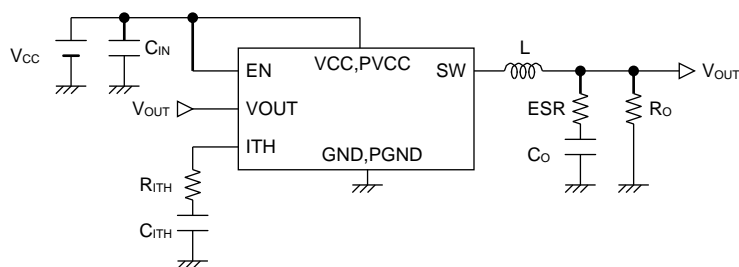 L
VCC
CIN
EN
VCC,PVCC
SW
VOUT
VOUT
VOUT
ESR
RO
ITH
GND,PGND
CO
RITH
CITH